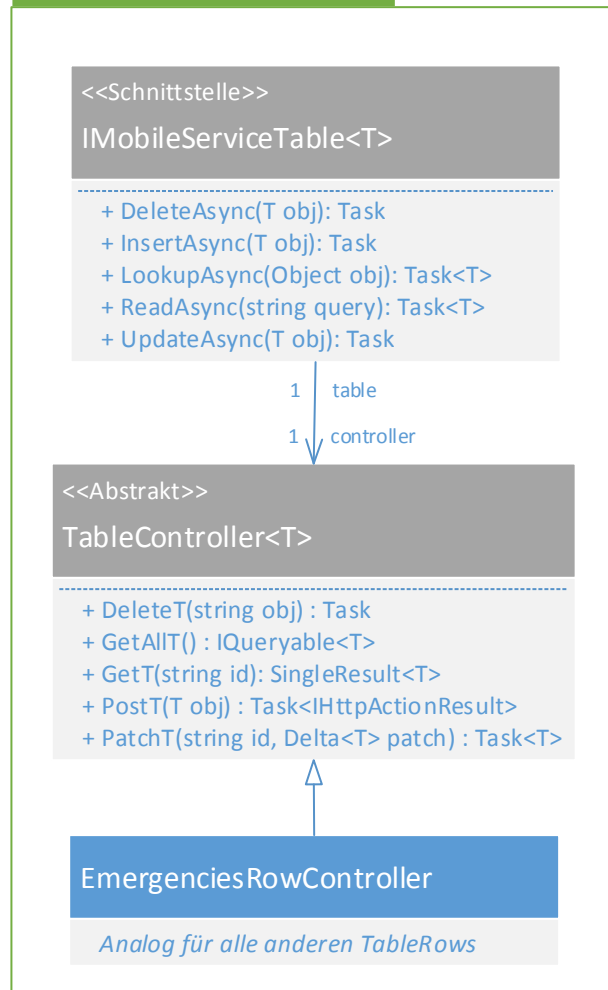 <<Schnittstelle>>
IMobileServiceTable<T>
+ DeleteAsync(T obj): Task
+ InsertAsync(T obj): Task
+ LookupAsync(Object obj): Task<T>
+ ReadAsync(string query): Task<T>
+ UpdateAsync(T obj): Task
1 table
1 controller
<<Abstrakt>>
TableController<T>
+ DeleteT(string obj) : Task
+ GetAllT() : IQueryable<T>
+ GetT(string id): SingleResult<T>
+ PostT(T obj) : Task<IHttpActionResult>
+ PatchT(string id, Delta<T> patch) : Task<T>
EmergenciesRowController
Analog für alle anderen TableRows